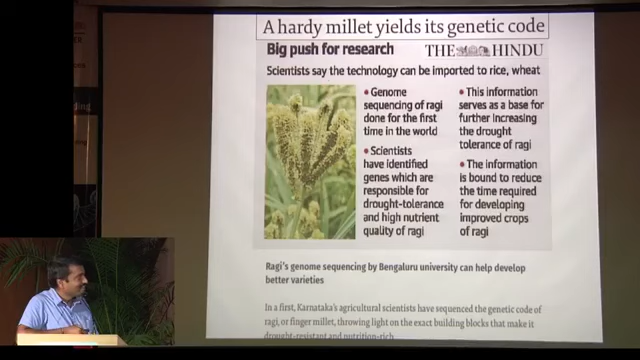 A hardy millet yields its genetic code
Big push for research
THE HINDU
Scientists say the technology can be imported to rice, wheat
• Genome
sequencing of ragi
done for the first
time in the world
• Scientists
have identified
genes which are
responsible for
drought-tolerance
and high nutrient
quality of ragi
• This information
serves as a base for
further increasing
the drought
tolerance of ragi
• The information
is bound to reduce
the time required
for developing
improved crops
of ragi
Ragi's genome sequencing by Bengaluru university can help develop
better varieties
In a first, Karnataka's agricultural scientists have sequenced the genetic code of
ragi, or finger millet, throwing light on the exact building blocks that make it
drought-resistant and nutrition-rich